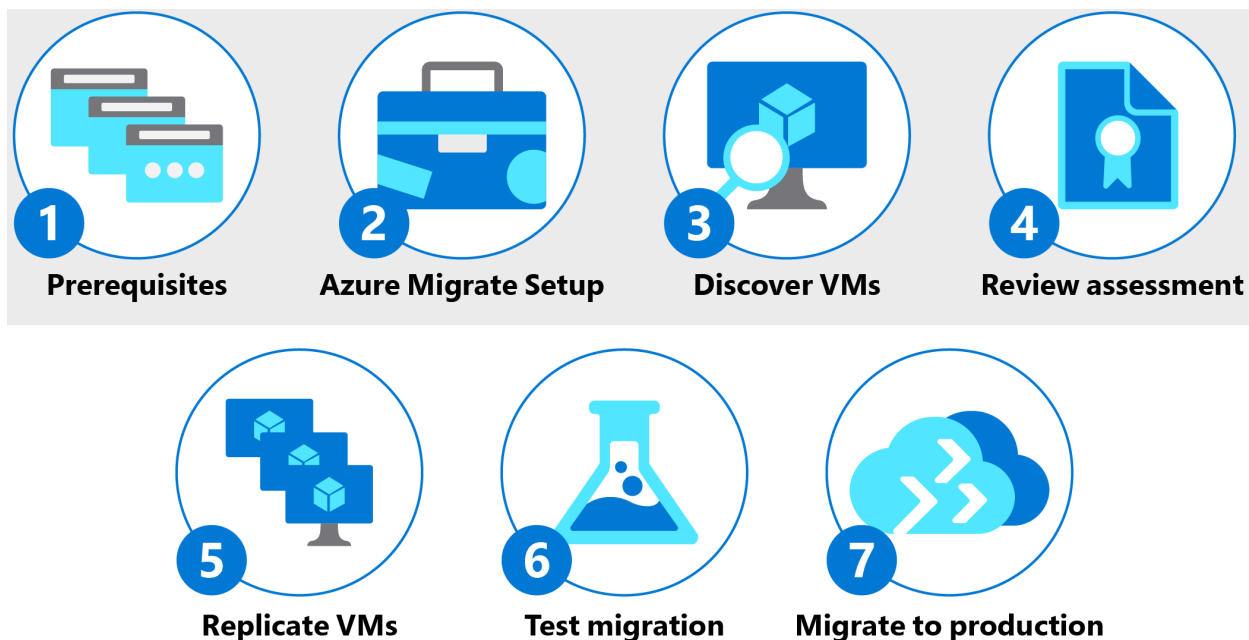 1
Prerequisites
2
Azure Migrate Setup
3
Discover VMs
4
Review assessment
5
Replicate VMs
6
Test migration
7
Migrate to production